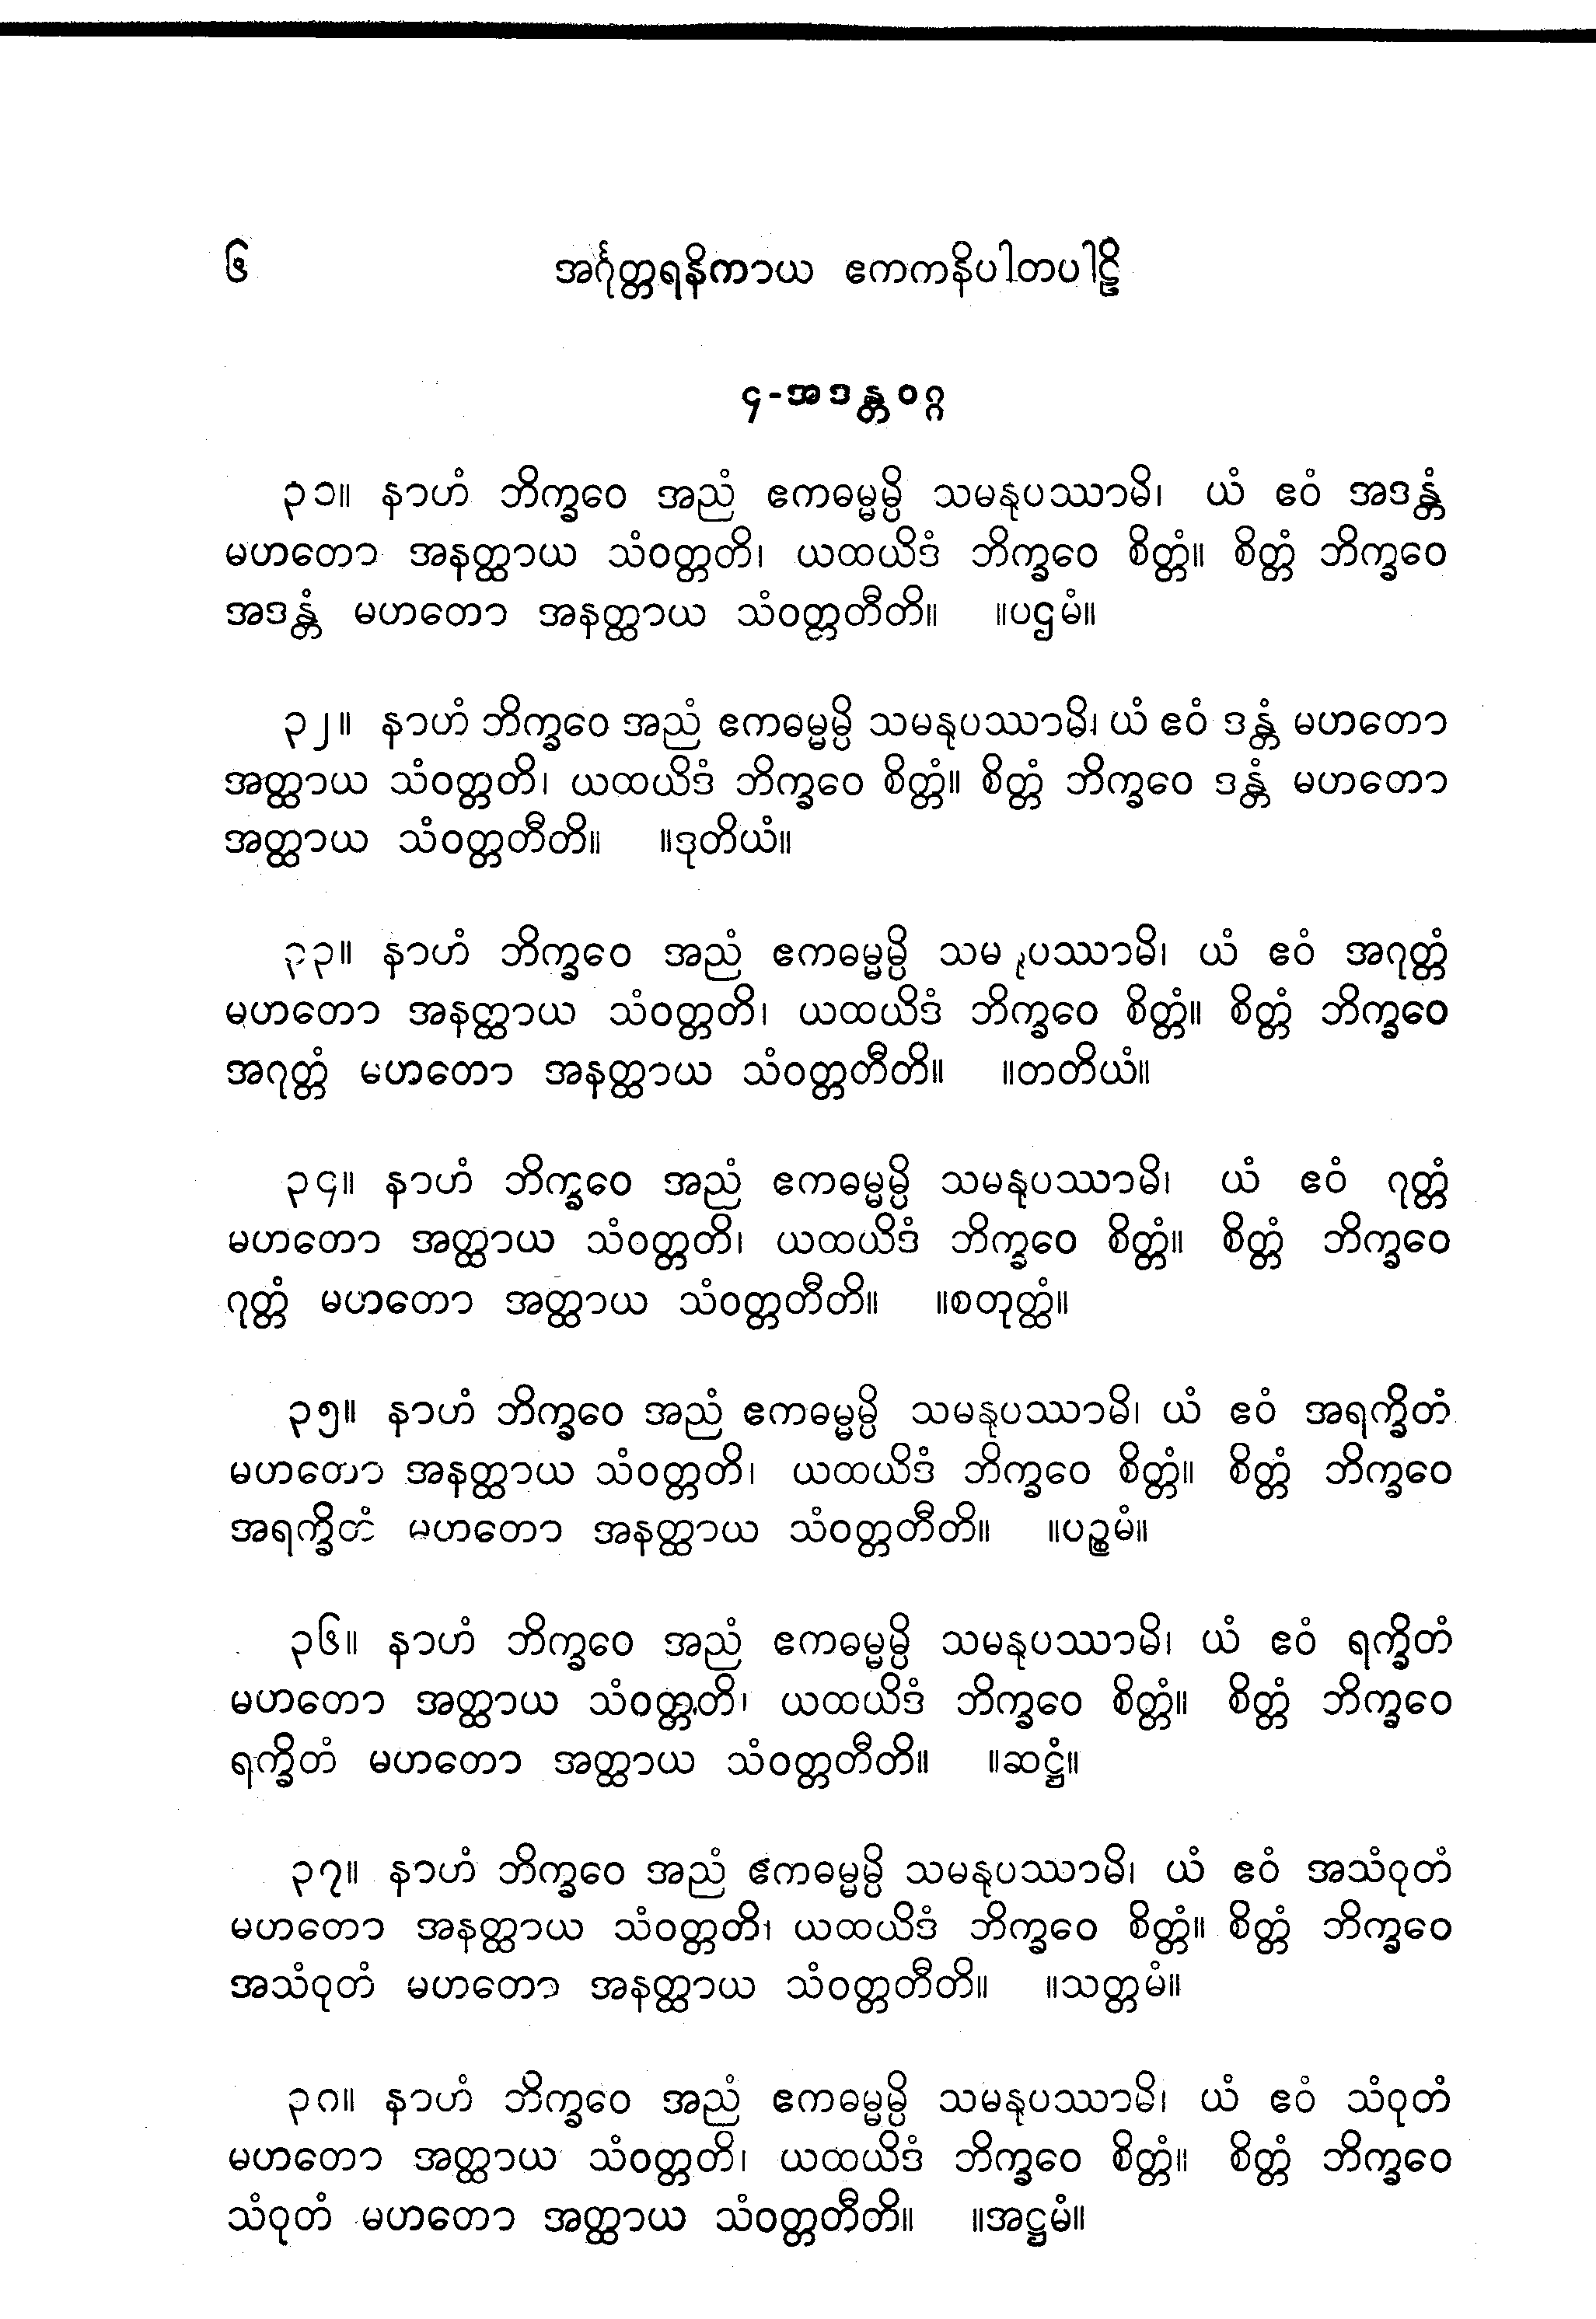 ၆ အင်္ဂုတ္တရနိကာယ ဧကကနိပါတပါဠိ
၄-အဒန္တဝဂ္ဂ
၃၁။ နာဟံ ဘိက္ခဝေ အညံ ဧကဓမ္မမ္ပိ သမနုပဿာမိ၊ ယံ ဧဝံ အဒန္တံ
မဟတော အနတ္ထာယ သံဝတ္တတိ၊ ယထယိဒံ ဘိက္ခဝေ စိတ္တံ။ စိတ္တံ ဘိက္ခဝေ
အဒန္တံ မဟတော အနတ္ထာယ သံဝတ္တတီတိ။ ။ပဌမံ။
၃၂။ နာဟံ ဘိက္ခဝေ အညံ ဧကဓမ္မမ္ပိ သမနုပဿာမိ၊ ယံ ဧဝံ ဒန္တံ မဟတော
အတ္ထာယ သံဝတ္တတိ၊ ယထယိဒံ ဘိက္ခဝေ စိတ္တံ။ စိတ္တံ ဘိက္ခဝေ ဒန္တံ မဟတော
အတ္ထာယ သံဝတ္တတီတိ။ ။ဒုတိယံ။
၃၃။ နာဟံ ဘိက္ခဝေ အညံ ဧကဓမ္မမ္ပိ သမနုပဿာမိ၊ ယံ ဧဝံ အဂုတ္တံ
မဟတော အနတ္ထာယ သံဝတ္တတိ၊ ယထယိဒံ ဘိက္ခဝေ စိတ္တံ။ စိတ္တံ ဘိက္ခဝေ
အဂုတ္တံ မဟတော အနတ္ထာယ သံဝတ္တတီတိ။ ။တတိယံ။
၃၄။ နာဟံ ဘိက္ခဝေ အညံ ဧကဓမ္မမ္ပိ သမနုပဿာမိ၊ ယံ ဧဝံ ဂုတ္တံ
မဟတော အတ္ထာယ သံဝတ္တတိ၊ ယထယိဒံ ဘိက္ခဝေ စိတ္တံ။ စိတ္တံ ဘိက္ခဝေ
ဂုတ္တံ မဟတော အတ္ထာယ သံဝတ္တတီတိ။ ။စတုတ္ထံ။
၃၅။ နာဟံ ဘိက္ခဝေ အညံ ဧကဓမ္မမ္ပိ သမနုပဿာမိ၊ ယံ ဧဝံ အရက္ခိတံ
မဟတော အနတ္ထာယ သံဝတ္တတိ၊ ယထယိဒံ ဘိက္ခဝေ စိတ္တံ။ စိတ္တံ ဘိက္ခဝေ
အရက္ခိတံ မဟတော အနတ္ထာယ သံဝတ္တတီတိ။ ။ပဉ္စမံ။
၃၆။ နာဟံ ဘိက္ခဝေ အညံ ဧကဓမ္မမ္ပိ သမနုပဿာမိ၊ ယံ ဧဝံ ရက္ခိတံ
မဟတော အတ္ထာယ သံဝတ္တတိ၊ ယထယိဒံ ဘိက္ခဝေ စိတ္တံ။ စိတ္တံ ဘိက္ခဝေ
ရက္ခိတံ မဟတော အတ္ထာယ သံဝတ္တတီတိ။ ။ဆဋ္ဌံ။
၃၇။ နာဟံ ဘိက္ခဝေ အညံ ဧကဓမ္မမ္ပိ သမနုပဿာမိ၊ ယံ ဧဝံ အသံဝုတံ
မဟတော အနတ္ထာယ သံဝတ္တတိ၊ ယထယိဒံ ဘိက္ခဝေ စိတ္တံ။ စိတ္တံ ဘိက္ခဝေ
အသံဝုတံ မဟတော အနတ္ထာယ သံဝတ္တတီတိ။ ။သတ္တမံ။
၃၈။ နာဟံ ဘိက္ခဝေ အညံ ဧကဓမ္မမ္ပိ သမနုပဿာမိ၊ ယံ ဧဝံ သံဝုတံ
မဟတော အတ္ထာယ သံဝတ္တတိ၊ ယထယိဒံ ဘိက္ခဝေ စိတ္တံ။ စိတ္တံ ဘိက္ခဝေ
သံဝုတံ မဟတော အတ္ထာယ သံဝတ္တတီတိ။ ။အဋ္ဌမံ။